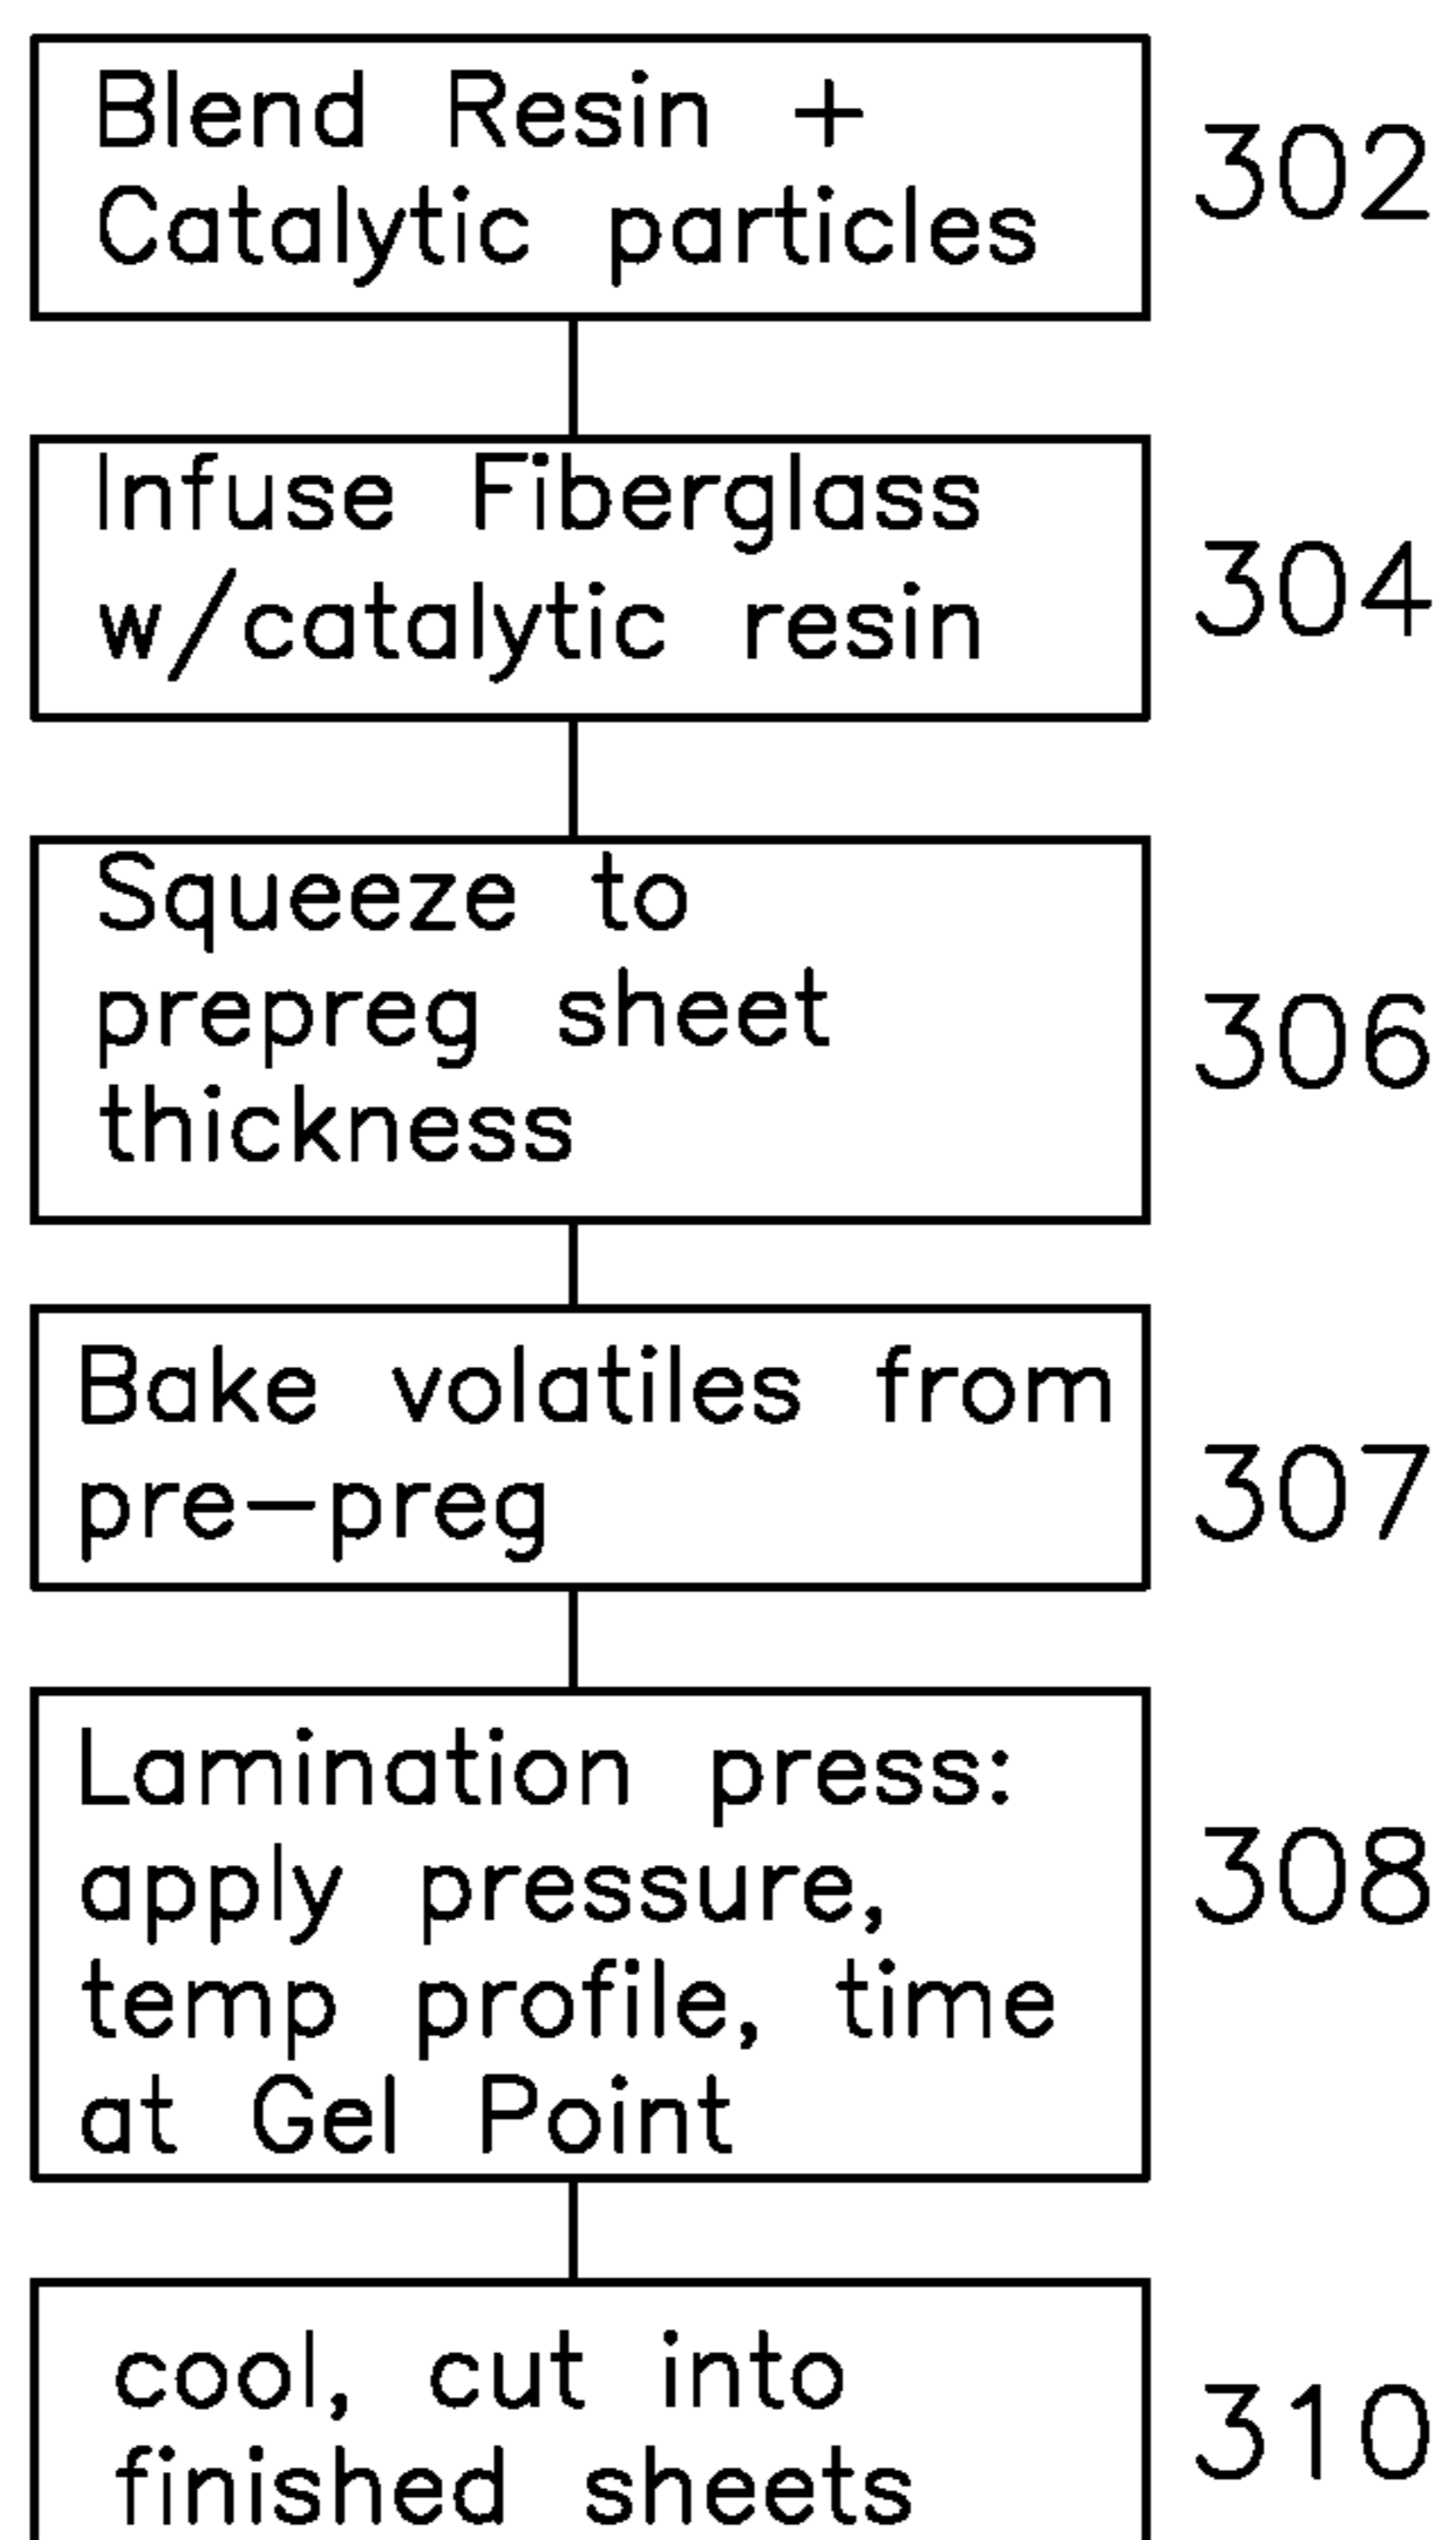 Blend Resin +
Catalytic particles
302
Infuse Fiberglass
w/catalytic resin
304
Squeeze to
prepreg sheet
thickness
306
Bake volatiles from
pre-preg
307
Lamination press:
apply pressure,
temp profile, time
at Gel Point
308
cool, cut into
finished sheets
310